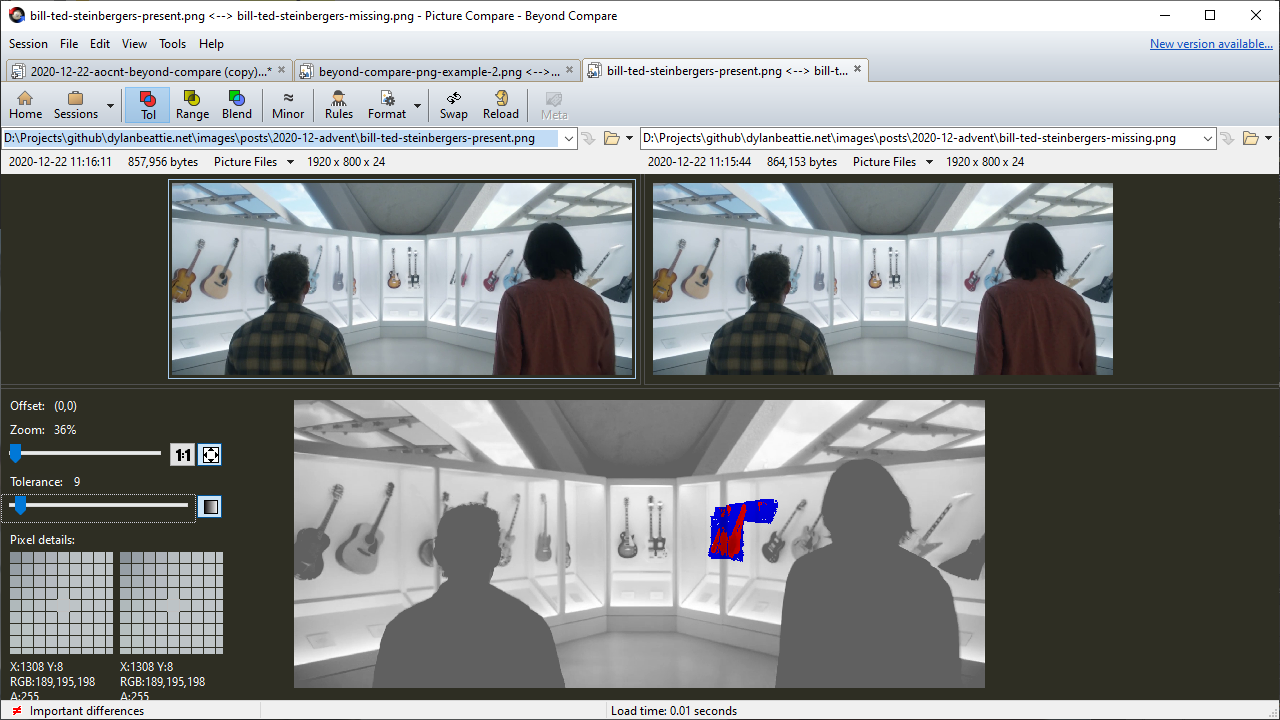 bill-ted-steinbergers-present.png <--> bill-ted-steinbergers-missing.png - Picture Compare - Beyond Compare
Session File Edit View Tools Help New version available...
2020-12-22-aocnt-beyond-compare (copy)...* beyond-compare-png-example-2.png <-->... bill-ted-steinbergers-present.png <--> bill-t...
Home Sessions Tol Range Blend Minor Rules Format Swap Reload Meta
D:\Projects\github\dylanbeattie.net\images\posts\2020-12-advent\bill-ted-steinbergers-present.png D:\Projects\github\dylanbeattie.net\images\posts\2020-12-advent\bill-ted-steinbergers-missing.png
2020-12-22 11:16:11 857,956 bytes Picture Files 1920 x 800 x 24 2020-12-22 11:15:44 864,153 bytes Picture Files 1920 x 800 x 24
Offset: (0,0)
Zoom: 36%
1:1
Tolerance: 9
Pixel details:
X:1308 Y:8 X:1308 Y:8
RGB:189,195,198 RGB:189,195,198
A:255 A:255
Important differences Load time: 0.01 seconds